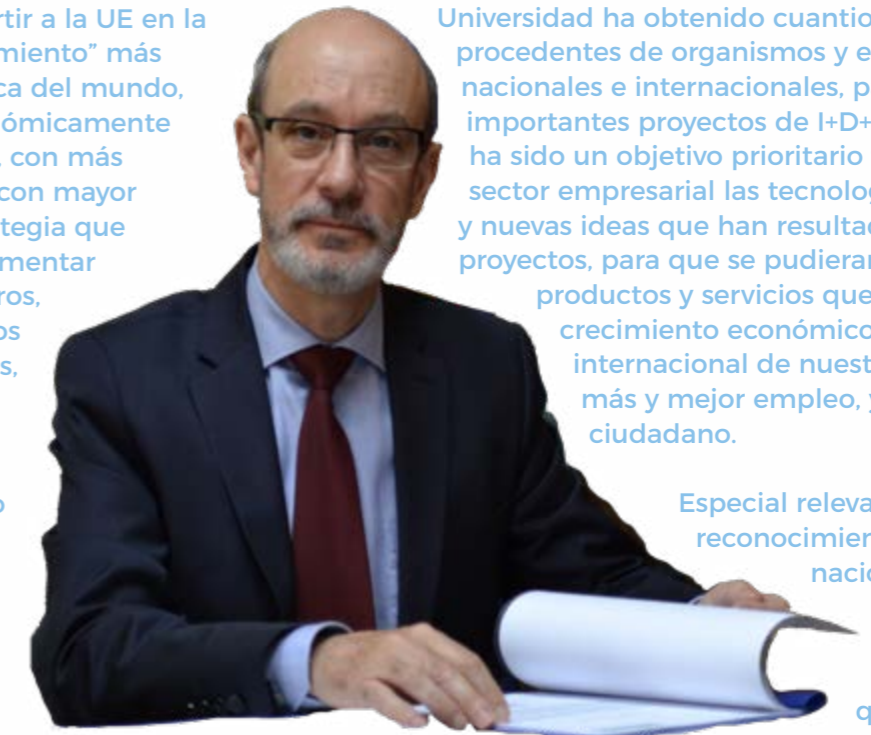 rtir a la UE en la
miento” más
ca del mundo,
nómicamente
con más
con mayor
tegia que
mentar
ros,
os
s,
o
Universidad ha obtenido cuantio
procedentes de organismos y e
nacionales e internacionales, p
importantes proyectos de I+D+
ha sido un objetivo prioritario
sector empresarial las tecnolog
y nuevas ideas que han resultad
proyectos, para que se pudieran
productos y servicios que
crecimiento económico
internacional de nuest
más y mejor empleo, y
ciudadano.
Especial releva
reconocimien
nacio
q